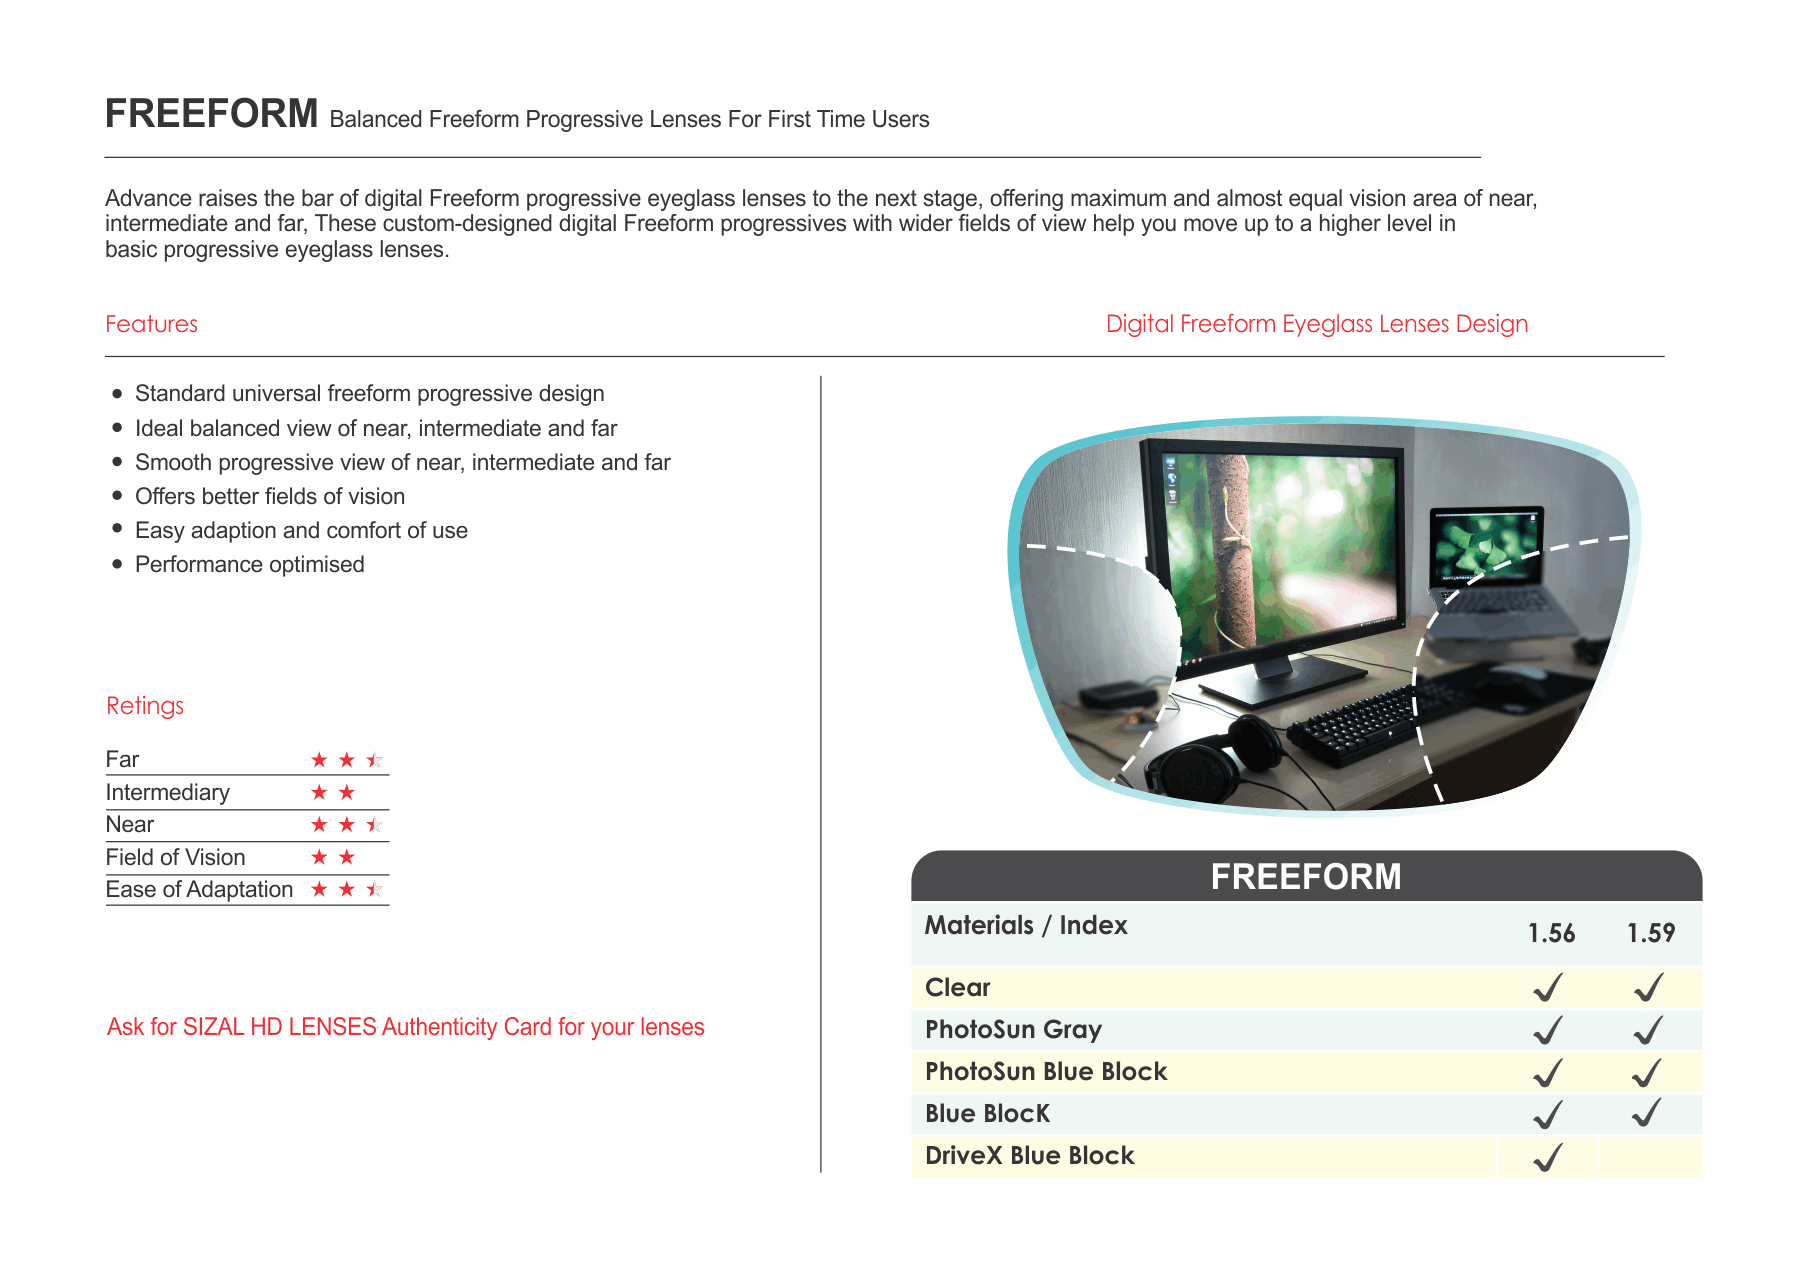 FREEFORM Balanced Freeform Progressive Lenses For First Time Users
Advance raises the bar of digital Freeform progressive eyeglass lenses to the next stage, offering maximum and almost equal vision area of near,
intermediate and far, These custom-designed digital Freeform progressives with wider fields of view help you move up to a higher level in
basic progressive eyeglass lenses.
Features
• Standard universal freeform progressive design
• Ideal balanced view of near, intermediate and far
• Smooth progressive view of near, intermediate and far
• Offers better fields of vision
• Easy adaption and comfort of use
• Performance optimised
Retings
Far
Intermediary
Near
Field of Vision
Ease of Adaptation
Ask for SIZAL HD LENSES Authenticity Card for your lenses
Digital Freeform Eyeglass Lenses Design
FREEFORM
Materials / Index 1.56 1.59
Clear ✓ ✓
PhotoSun Gray ✓ ✓
PhotoSun Blue Block ✓ ✓
Blue BlocK ✓ ✓
DriveX Blue Block ✓